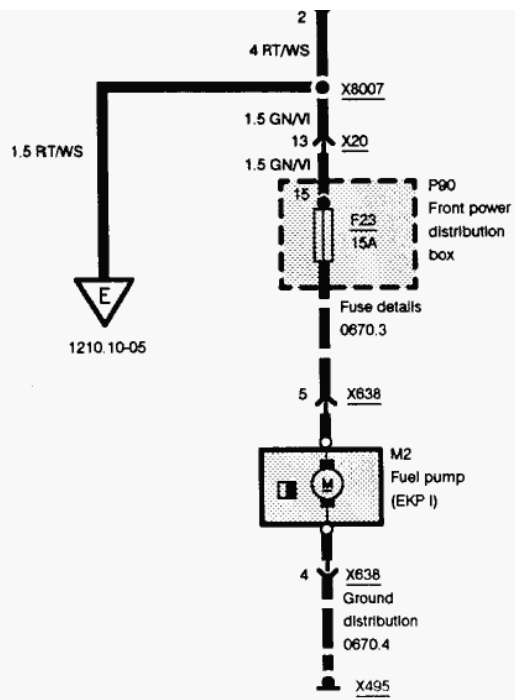 2
4 RT/WS
X8007
1.5 GN/VI
13 X20
1.5 RT/WS
1.5 GN/VI
15
F23
15A
P90
Front power
distribution
box
E
1210.10-05
Fuse details
0670.3
5 X638
M2
Fuel pump
(EKP I)
M
4 X638
Ground
distribution
0670.4
X495